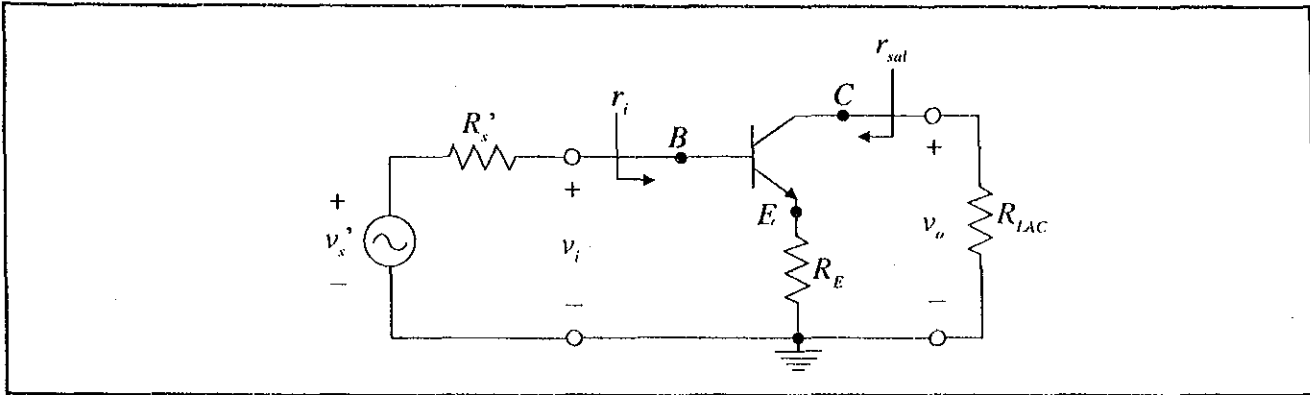 r_sal
r_i
C
R_s'
B
+
+
+
E
v_s'
v_i
v_o
R_LAC
R_E
−
−
−